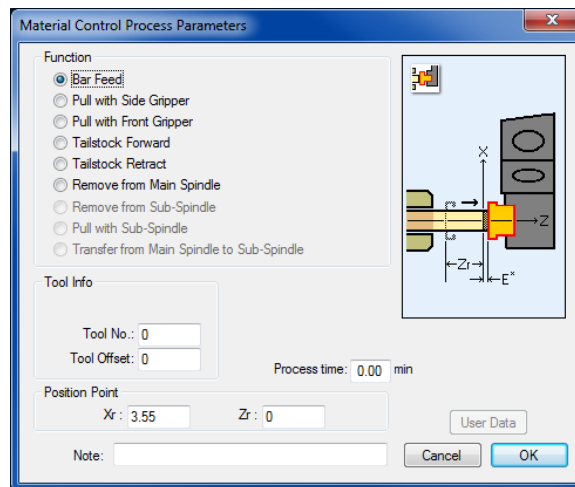 Material Control Process Parameters
Function
Bar Feed
Pull with Side Gripper
Pull with Front Gripper
Tailstock Forward
Tailstock Retract
Remove from Main Spindle
Remove from Sub-Spindle
Pull with Sub-Spindle
Transfer from Main Spindle to Sub-Spindle
X
Z
Zr
E*
Tool Info
Tool No.: 0
Tool Offset: 0
Process time: 0.00 min
Position Point
Xr : 3.55 Zr : 0
User Data
Note:
Cancel OK